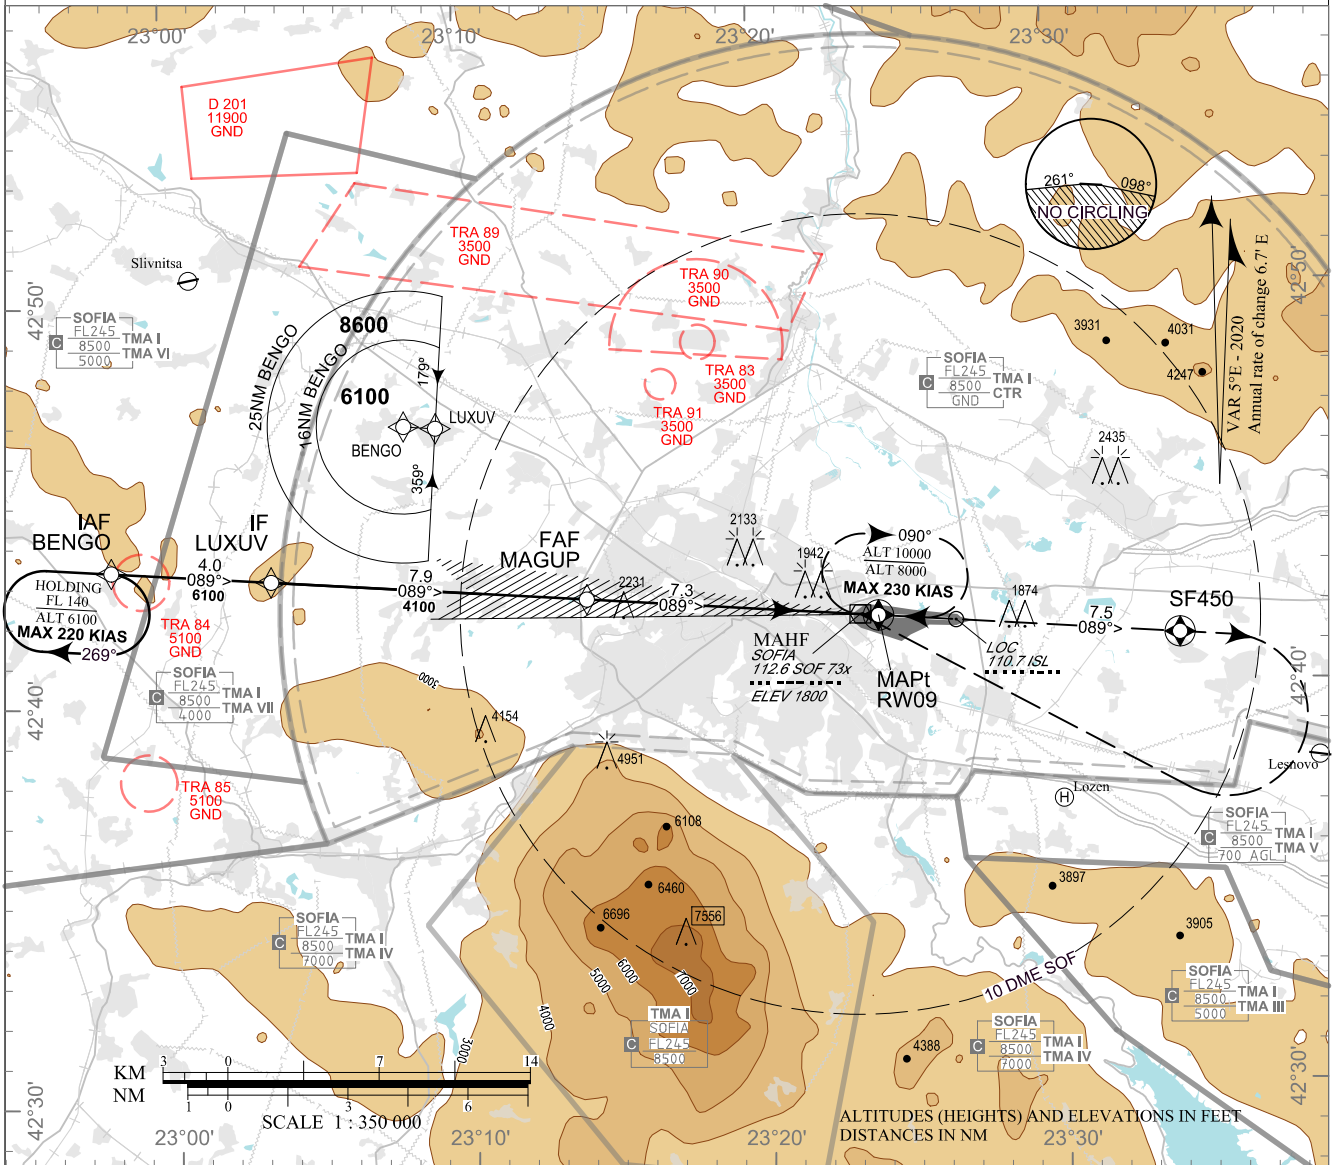 23°00'
23°10'
23°20'
23°30'
D 201
11900
GND
261°
098°
NO CIRCLING
TRA 89
3500
GND
Slivnitsa
TRA 90
3500
GND
VAR 5°E - 2020
Annual rate of change 6.7' E
42°50'
42°50'
SOFIA
FL245
C 8500 TMA I
5000 TMA VI
25NM BENGO
8600
16NM BENGO
6100
179°
LUXUV
BENGO
359°
TRA 83
3500
GND
TRA 91
3500
GND
SOFIA
FL245
C 8500 TMA I
GND CTR
3931
4031
4247
2435
IAF
BENGO
IF
LUXUV
4.0
089°>
6100
FAF
MAGUP
7.9
089°>
4100
2231
7.3
089°>
2133
1942
090°
ALT 10000
ALT 8000
MAX 230 KIAS
1874
7.5
089°>
SF450
HOLDING
FL 140
ALT 6100
MAX 220 KIAS
269°
TRA 84
5100
GND
MAHF
SOFIA
112.6 SOF 73x
ELEV 1800
MAPt
RW09
LOC
110.7 ISL
SOFIA
FL245
C 8500 TMA I
4000 TMA VII
3000
42°40'
42°40'
4154
4951
TRA 85
5100
GND
Lesnovo
H Lozen
SOFIA
FL245
C 8500 TMA I
700 AGL TMA V
6108
6460
6696
7556
3897
3905
SOFIA
FL245
C 8500 TMA I
7000 TMA IV
5000
6000
7000
4000
3000
10 DME SOF
SOFIA
FL245
C 8500 TMA I
5000 TMA III
TMA I
SOFIA
C FL245
8500
4388
SOFIA
FL245
C 8500 TMA I
7000 TMA IV
3 0 7 14
KM
NM
1 0 3 6
SCALE 1 : 350 000
42°30'
42°30'
ALTITUDES (HEIGHTS) AND ELEVATIONS IN FEET
DISTANCES IN NM
23°00'
23°10'
23°20'
23°30'